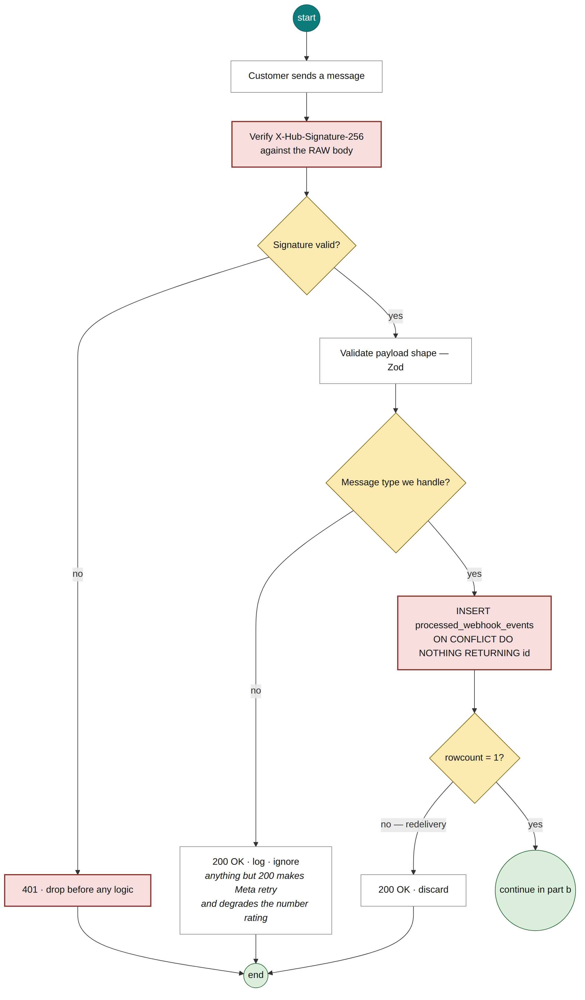 start
Customer sends a message
Verify X-Hub-Signature-256
against the RAW body
Signature valid?
yes
Validate payload shape —
Zod
Message type we handle?
no
yes
INSERT
processed_webhook_events
ON CONFLICT DO
NOTHING RETURNING id
no
rowcount = 1?
no — redelivery
yes
401 · drop before any logic
200 OK · log · ignore
anything but 200 makes
Meta retry
and degrades the number
rating
200 OK · discard
continue in part b
end